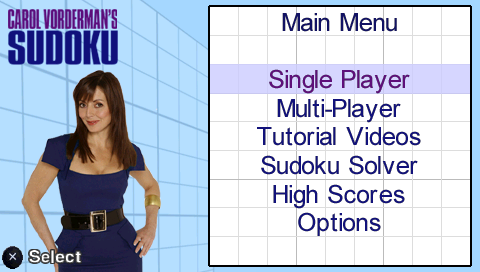 CAROL VORDERMAN'S
SUDOKU
Main Menu
Single Player
Multi-Player
Tutorial Videos
Sudoku Solver
High Scores
Options
Select